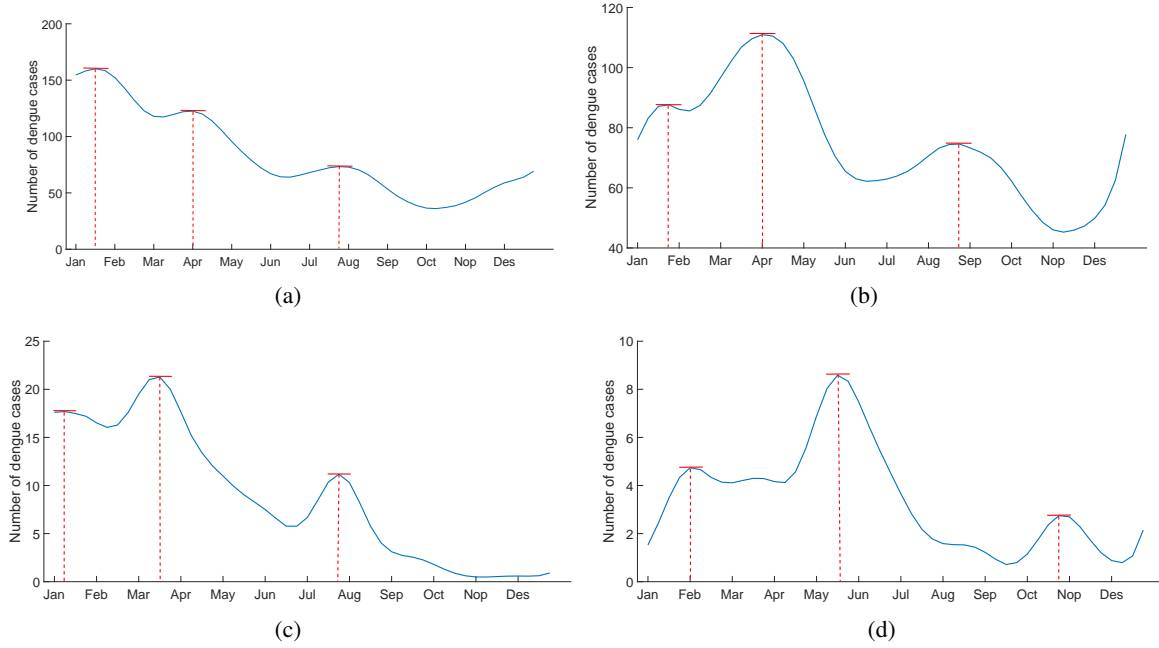 Number of dengue cases
200
150
100
50
0
Jan Feb Mar Apr May Jun Jul Aug Sep Oct Nop Des
(a)
Number of dengue cases
120
100
80
60
40
Jan Feb Mar Apr May Jun Jul Aug Sep Oct Nop Des
(b)
Number of dengue cases
25
20
15
10
5
0
Jan Feb Mar Apr May Jun Jul Aug Sep Oct Nop Des
(c)
Number of dengue cases
10
8
6
4
2
0
Jan Feb Mar Apr May Jun Jul Aug Sep Oct Nop Des
(d)